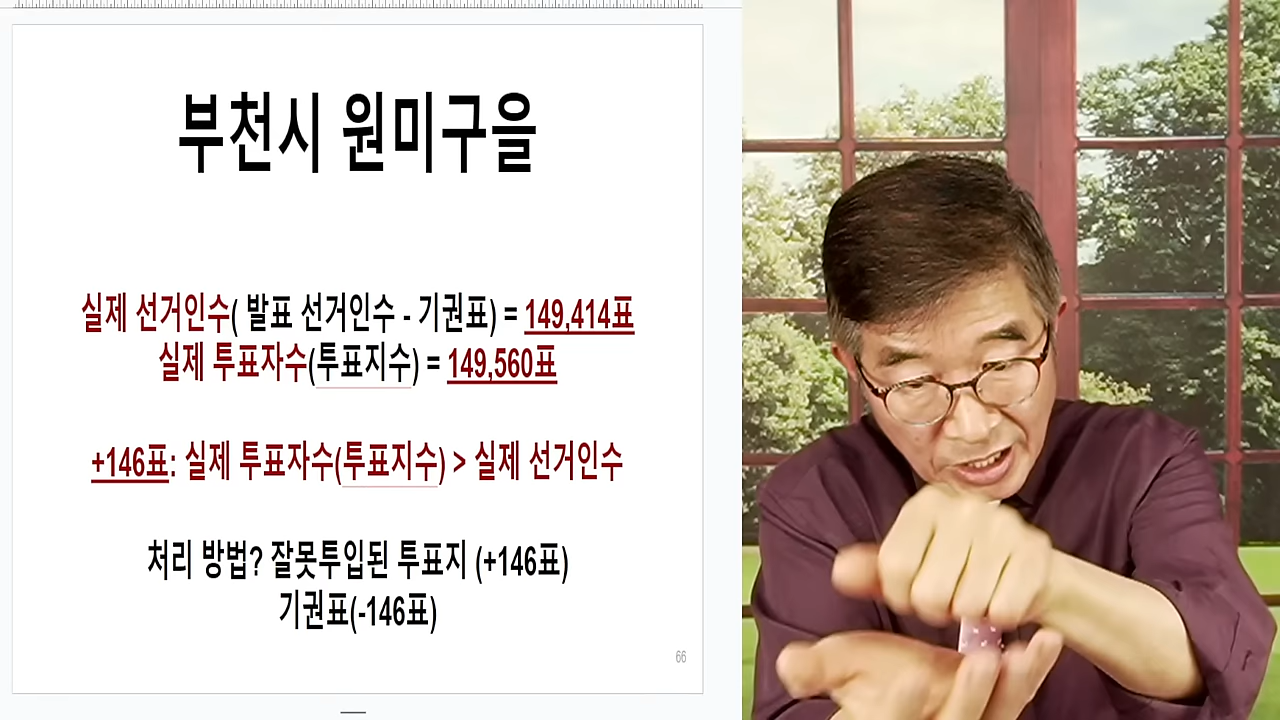 부천시 원미구을
실제 선거인수( 발표 선거인수 - 기권표) = 149,414표
실제 투표자수(투표지수) = 149,560표
+146표: 실제 투표자수(투표지수) > 실제 선거인수
처리 방법? 잘못투입된 투표지 (+146표)
기권표(-146표)
66